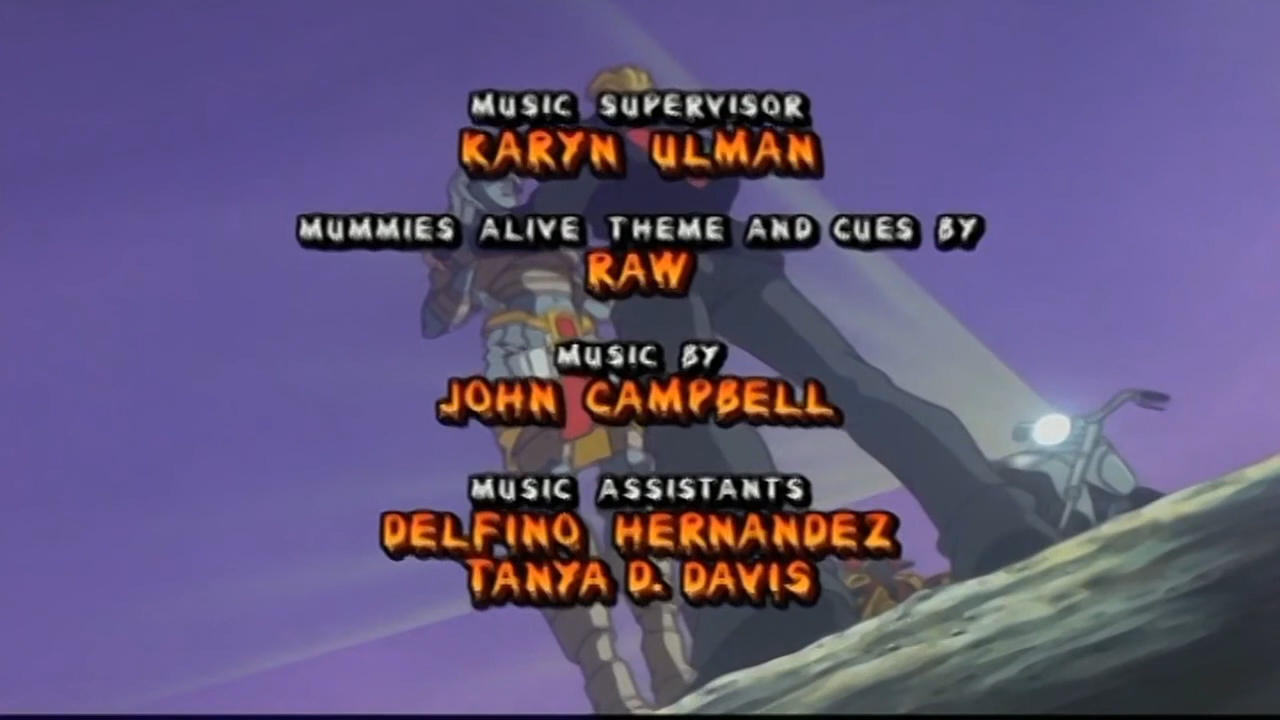 MUSIC SUPERVISOR
KARYN ULMAN
MUMMIES ALIVE THEME AND CUES BY
RAW
MUSIC BY
JOHN CAMPBELL
MUSIC ASSISTANTS
DELFINO HERNANDEZ
TANYA D. DAVIS